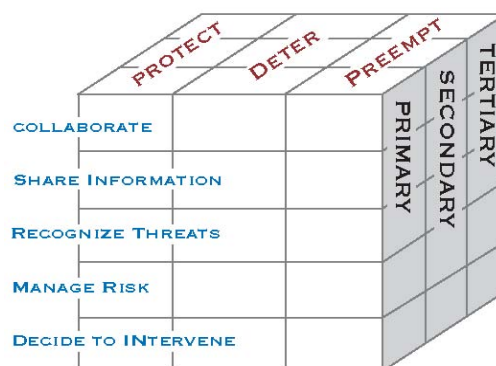 PROTECT
DETER
PREEMPT
COLLABORATE
SHARE INFORMATION
RECOGNIZE THREATS
MANAGE RISK
DECIDE TO INTERVENE
PRIMARY
SECONDARY
TERTIARY